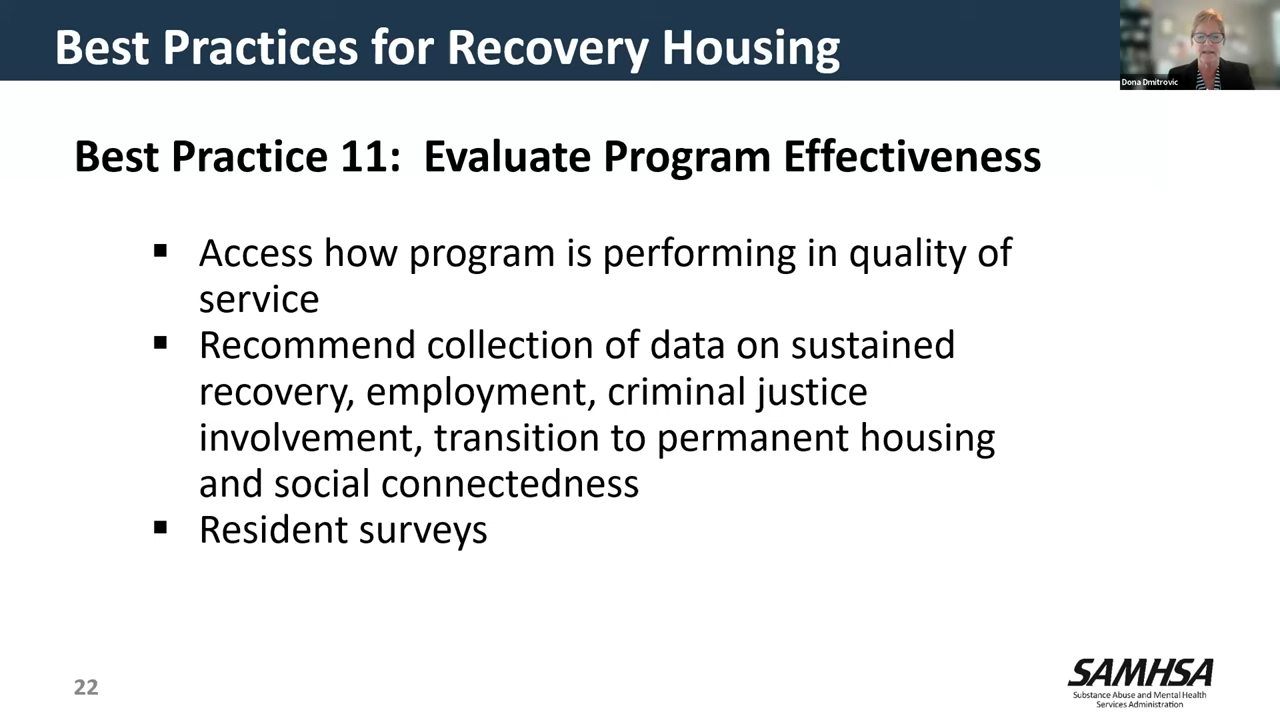 Best Practices for Recovery Housing
Dona Dmitrovic
Best Practice 11:  Evaluate Program Effectiveness
▪ Access how program is performing in quality of
service
▪ Recommend collection of data on sustained
recovery, employment, criminal justice
involvement, transition to permanent housing
and social connectedness
▪ Resident surveys
22
SAMHSA
Substance Abuse and Mental Health
Services Administration